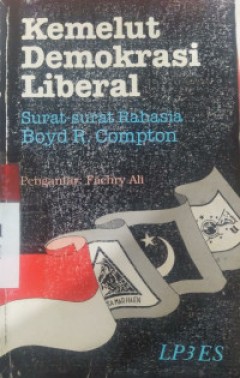 Kemelut
Demokrasi
Liberal
Surat-surat Rahasia
Boyd R. Compton
Pengantar: Fachry Ali
LP3ES